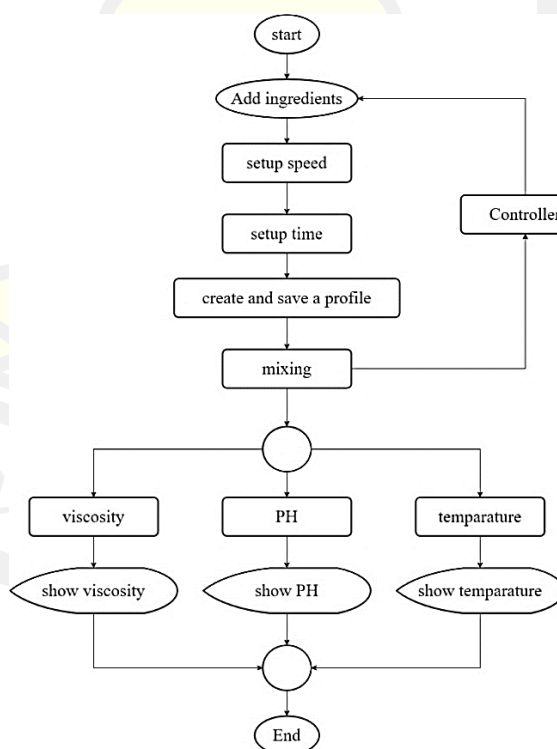 start
Add ingredients
setup speed
Controller
setup time
create and save a profile
mixing
viscosity
PH
temparature
show viscosity
show PH
show temparature
End